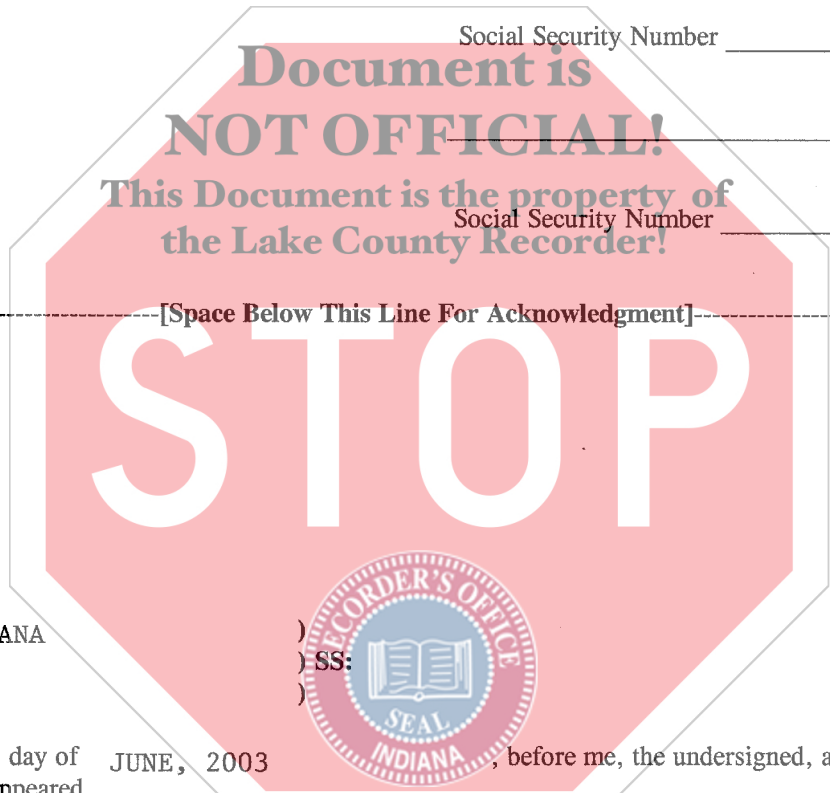 Social Security Number
Document is
NOT OFFICIAL!
This Document is the property of
Social Security Number
the Lake County Recorder!
[Space Below This Line For Acknowledgment]
STOP
RECORDER'S OFFICE
ANA )
) SS:
)
SEAL
INDIANA
day of JUNE, 2003 , before me, the undersigned, a
appeared